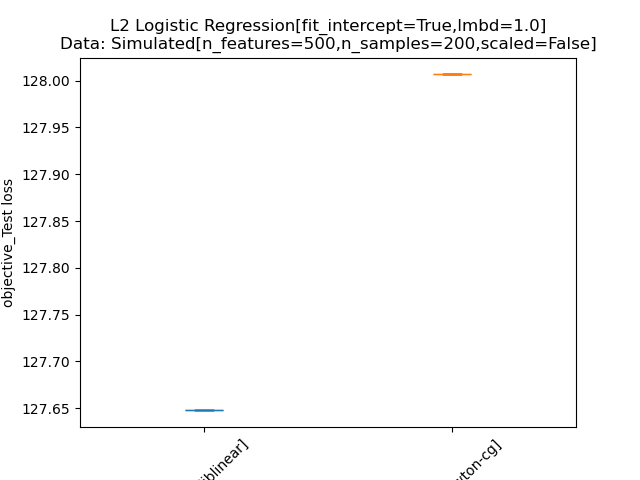 L2 Logistic Regression[fit_intercept=True,lmbd=1.0]
Data: Simulated[n_features=500,n_samples=200,scaled=False]
objective_Test loss
128.00
127.95
127.90
127.85
127.80
127.75
127.70
127.65
iblinear]
ton-cg]